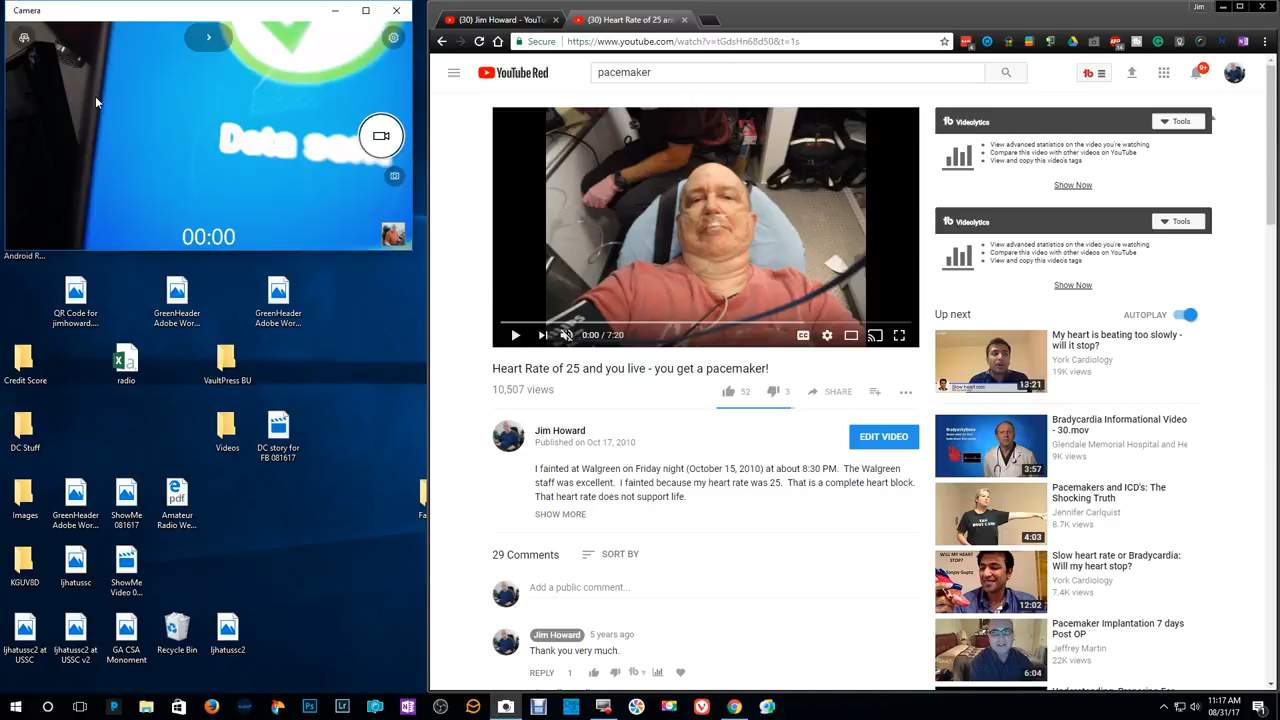 Camera
Data
00:00
Android R...
QR Code for
jimhoward....
GreenHeader
Adobe Wor...
GreenHeader
Adobe Wor...
Credit Score
radio
VaultPress BU
DC Stuff
Videos
DC story for
FB 081617
Images
GreenHeader
Adobe Wor...
ShowMe
081617
Amateur
Radio We...
KGUV8D
ljhatussc
ShowMe
Video 0...
ljhatussc2 at
USSC
ljhatussc2 at
USSC v2
GA CSA
Monoment
Recycle Bin
ljhatussc2
(30) Jim Howard - YouTu
(30) Heart Rate of 25 an
Jim
Secure
https://www.youtube.com/watch?v=tGdsHn68d50&t=1s
YouTube Red
pacemaker
tb
9+
0:00 / 7:20
CC
Heart Rate of 25 and you live - you get a pacemaker!
10,507 views
52
3
SHARE
Jim Howard
Published on Oct 17, 2010
EDIT VIDEO
I fainted at Walgreen on Friday night (October 15, 2010) at about 8:30 PM. The Walgreen
staff was excellent. I fainted because my heart rate was 25. That is a complete heart block.
That heart rate does not support life.
SHOW MORE
29 Comments
SORT BY
Add a public comment...
Jim Howard 5 years ago
Thank you very much.
REPLY 1
tb Videolytics
Tools
View advanced statistics on the video you're watching
Compare this video with other videos on YouTube
View and copy this video's tags
Show Now
tb Videolytics
Tools
View advanced statistics on the video you're watching
Compare this video with other videos on YouTube
View and copy this video's tags
Show Now
Up next
AUTOPLAY
My heart is beating too slowly -
will it stop?
York Cardiology
19K views
13:21
Bradycardia Informational Video
- 30.mov
Glendale Memorial Hospital and He
9K views
3:57
Pacemakers and ICD's: The
Shocking Truth
Jennifer Carlquist
8.7K views
4:03
Slow heart rate or Bradycardia:
Will my heart stop?
York Cardiology
7.4K views
12:02
Pacemaker Implantation 7 days
Post OP
Jeffrey Martin
22K views
6:04
11:17 AM
08/31/17